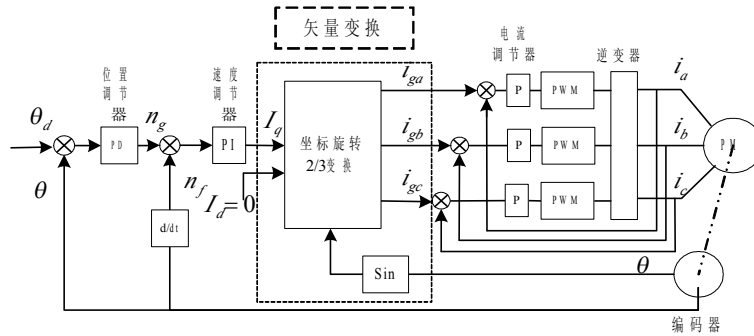 矢量变换
位置
调节
器
速度
调节
器
电流
调节器
逆变器
θd
ng
Iq
θ
nf
Id=0
PD
PI
坐标旋转
2/3变换
iga
igb
igc
P
PWM
P
PWM
P
PWM
ia
ib
ic
PM
d/dt
Sin
θ
编码器